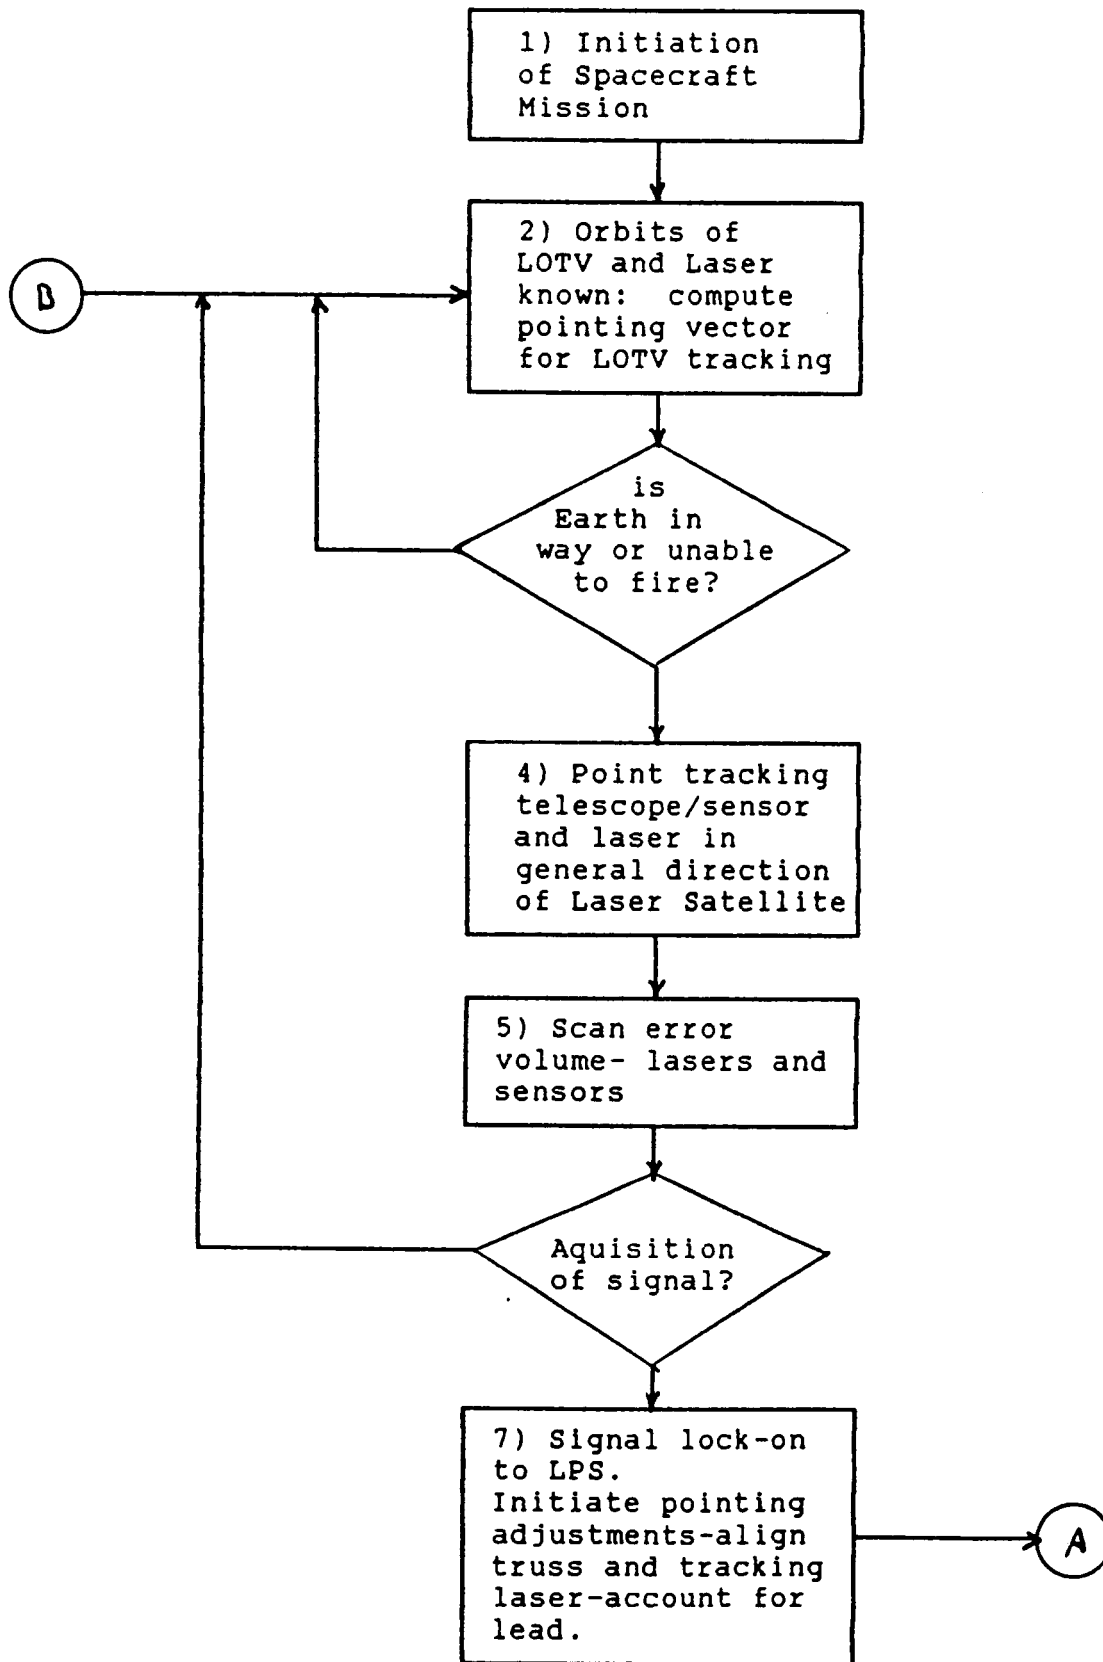 1) Initiation
of Spacecraft
Mission
2) Orbits of
LOTV and Laser
known: compute
pointing vector
for LOTV tracking
B
is
Earth in
way or unable
to fire?
4) Point tracking
telescope/sensor
and laser in
general direction
of Laser Satellite
5) Scan error
volume- lasers and
sensors
Aquisition
of signal?
7) Signal lock-on
to LPS.
Initiate pointing
adjustments-align
truss and tracking
laser-account for
lead.
A